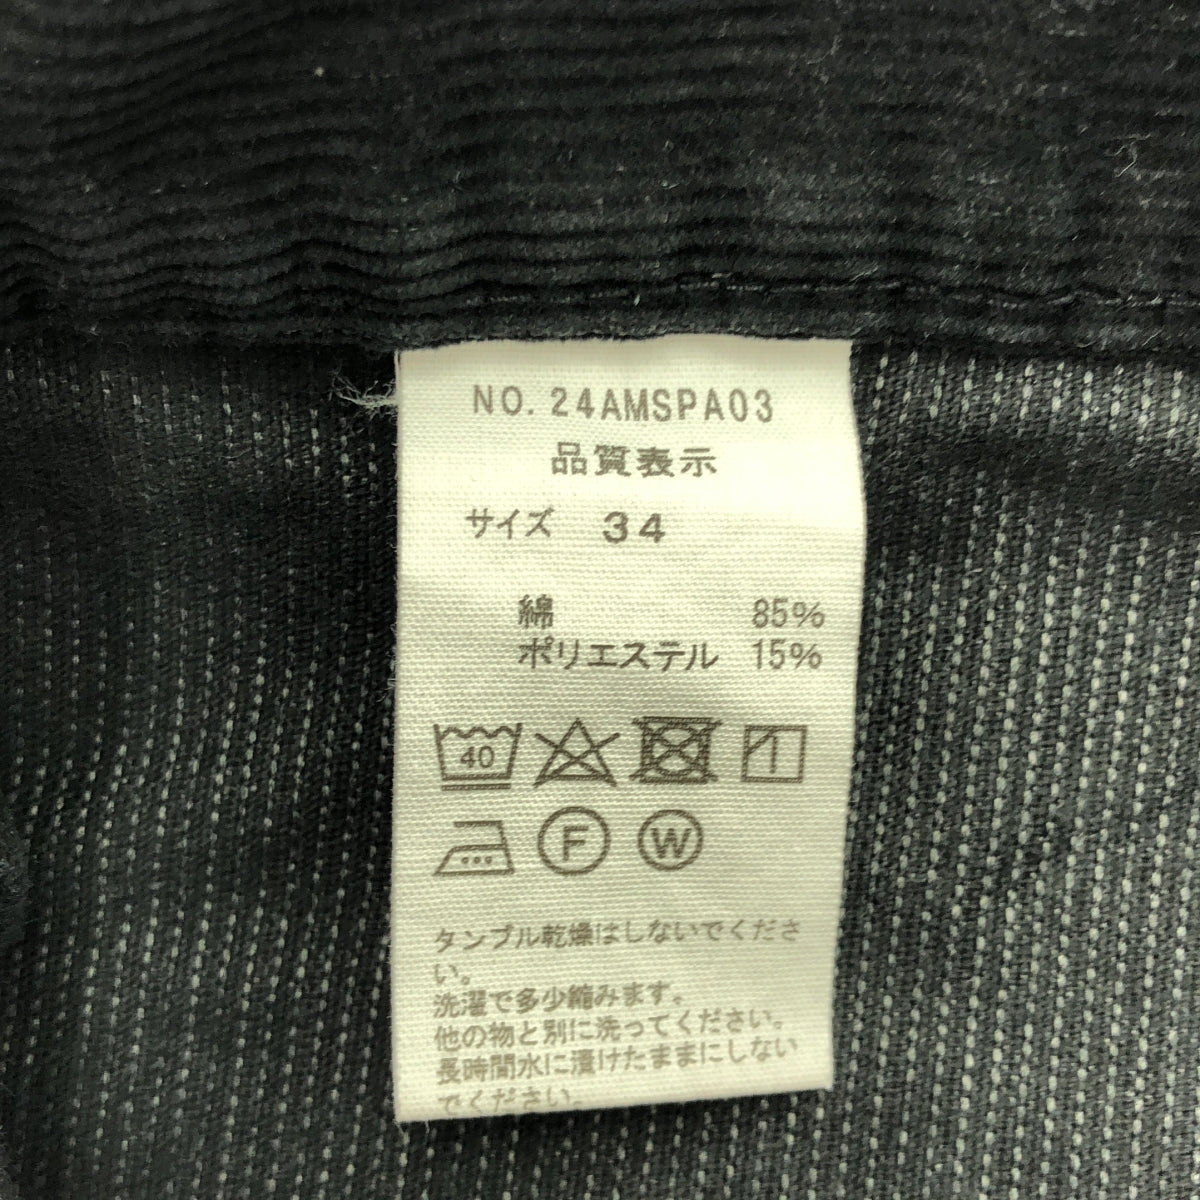 NO. 24AMSPA03
品質表示
サイズ 34
綿 85%
ポリエステル 15%
40
F W
タンブル乾燥はしないでくださ
い。
洗濯で多少縮みます。
他の物と別に洗ってください。
長時間水に漬けたままにしない
でください。